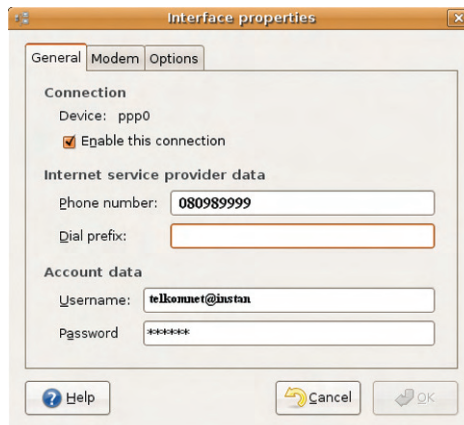 Interface properties
General Modem Options
Connection
Device: ppp0
Enable this connection
Internet service provider data
Phone number: 080989999
Dial prefix:
Account data
Username: telkomnet@instan
Password ******
Help Cancel OK